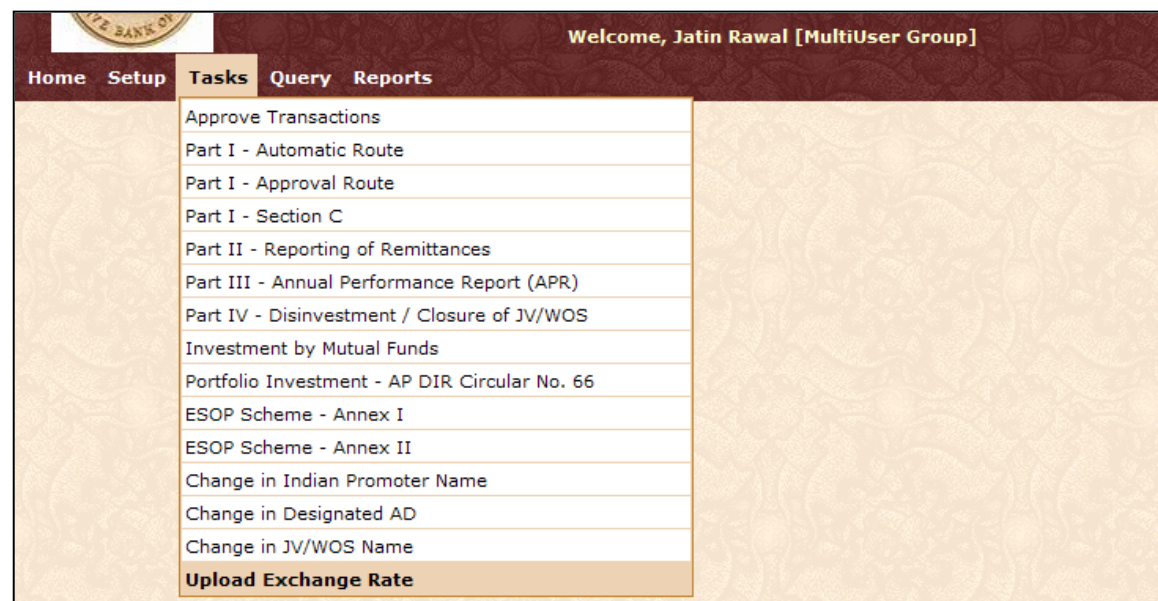 VE BANK OF
Welcome, Jatin Rawal [MultiUser Group]
Home Setup Tasks Query Reports
Approve Transactions
Part I - Automatic Route
Part I - Approval Route
Part I - Section C
Part II - Reporting of Remittances
Part III - Annual Performance Report (APR)
Part IV - Disinvestment / Closure of JV/WOS
Investment by Mutual Funds
Portfolio Investment - AP DIR Circular No. 66
ESOP Scheme - Annex I
ESOP Scheme - Annex II
Change in Indian Promoter Name
Change in Designated AD
Change in JV/WOS Name
Upload Exchange Rate